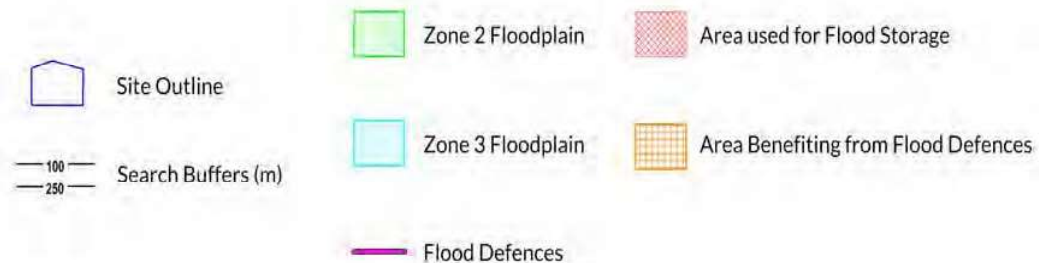 Zone 2 Floodplain
Area used for Flood Storage
Site Outline
Zone 3 Floodplain
Area Benefiting from Flood Defences
100
250
Search Buffers (m)
Flood Defences